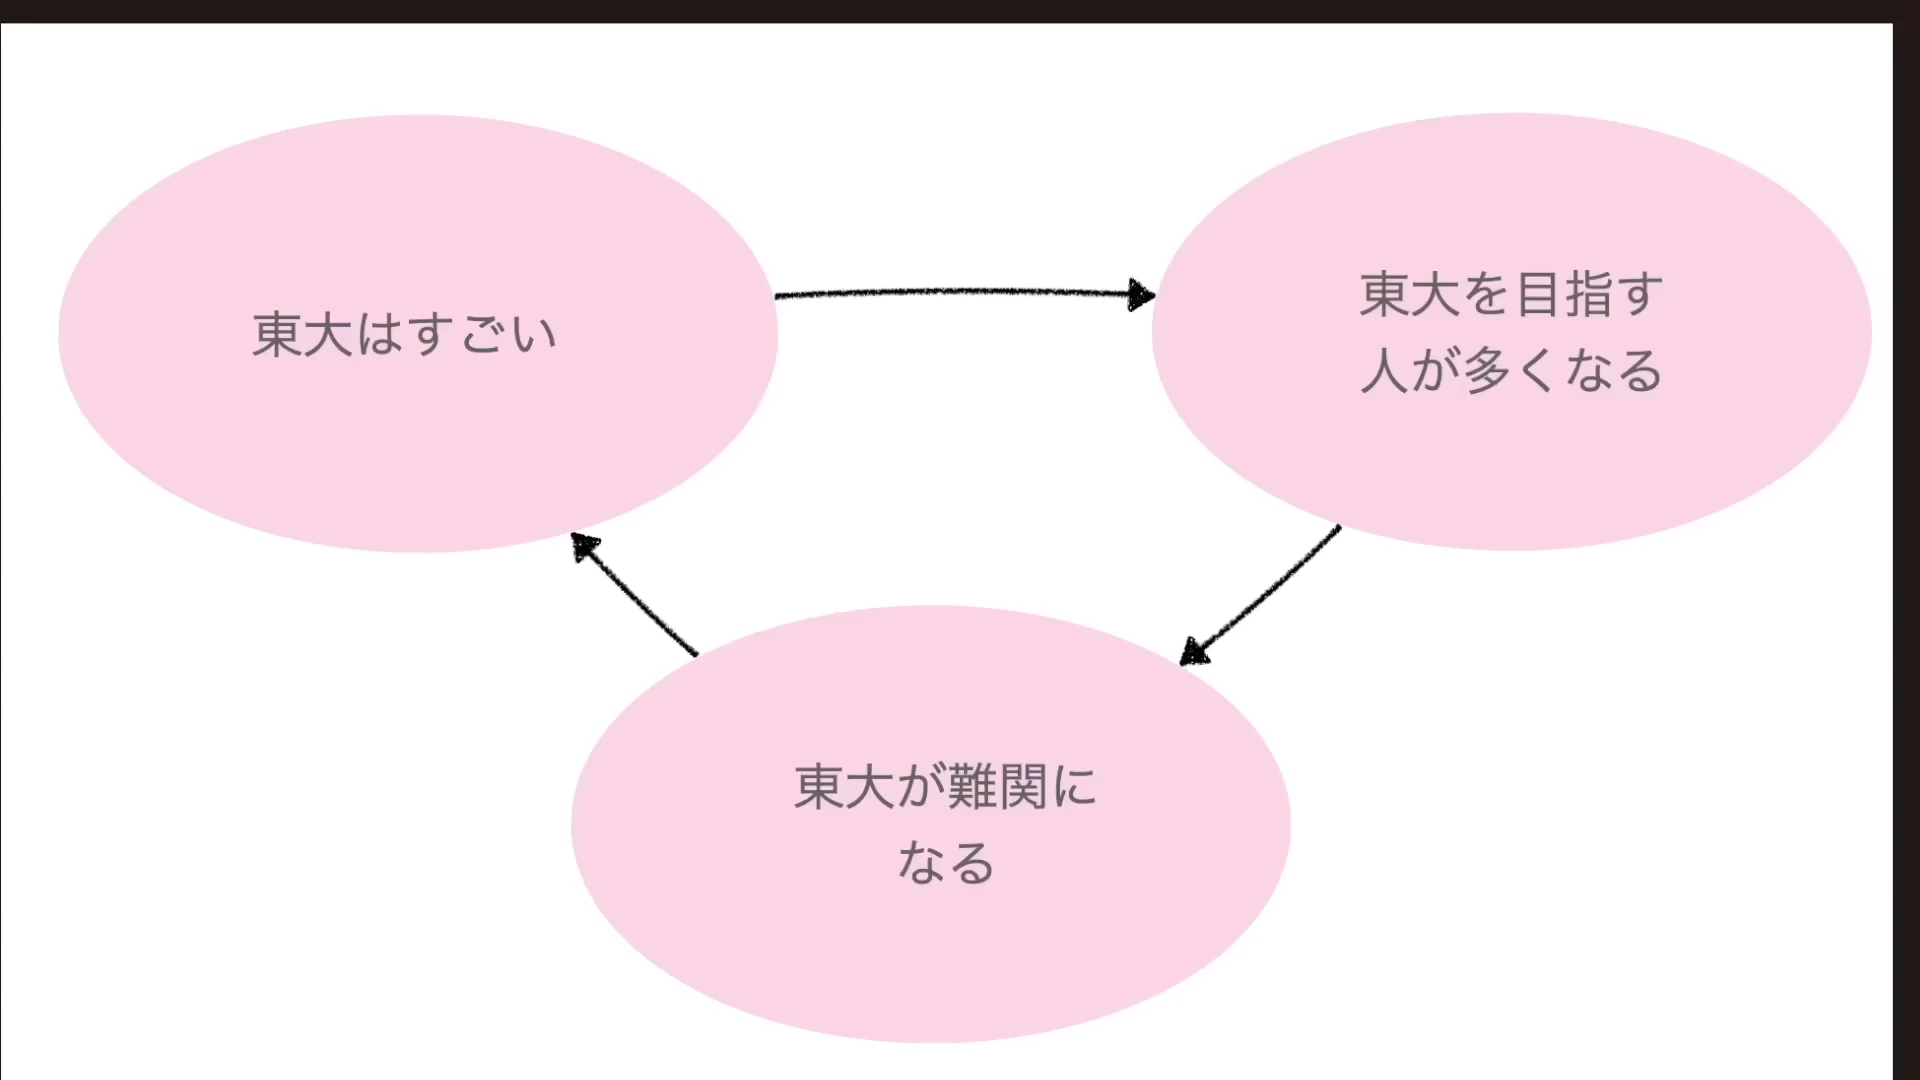 東大はすごい
東大を目指す
人が多くなる
東大が難関に
なる